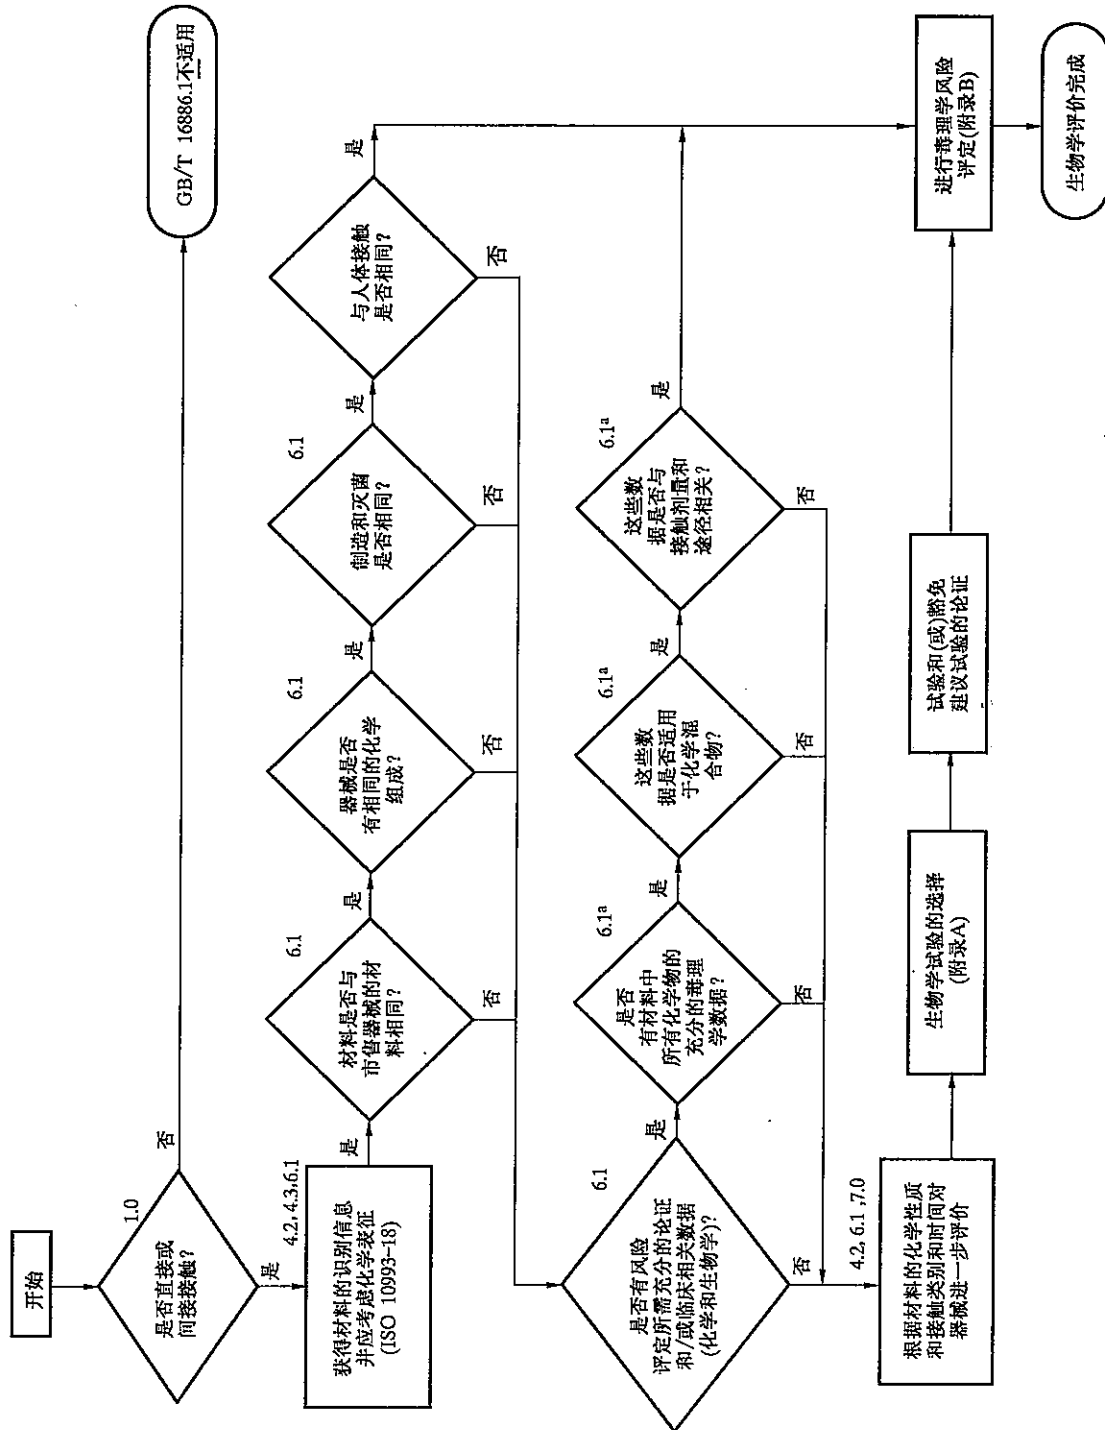 开始
是否直接或
间接接触?
1.0
否
GB/T 16886.1不适用
是
获得材料的识别信息
并应考虑化学表征
(ISO 10993-18)
4.2, 4.3, 6.1
是
材料是否与
市售器械的材
料相同?
6.1
是
否
器械是否
有相同的化学
组成?
6.1
是
否
制造和灭菌
是否相同?
6.1
是
否
与人体接触
是否相同?
是
否
是否有风险
评定所需充分的论证
和/或临床相关数据
(化学和生物学)?
6.1
是
否
是否
有材料中
所有化学物的
充分的毒理
学数据?
6.1a
是
否
这些数
据是否适用
于化学混
合物?
6.1a
是
否
这些数
据是否与
接触剂量和
途径相关?
6.1a
是
否
根据材料的化学性质
和接触类别和时间对
器械进一步评价
4.2, 6.1 ,7.0
生物学试验的选择
(附录A)
试验和(或)豁免
建议试验的论证
进行毒理学风险
评定(附录B)
生物学评价完成